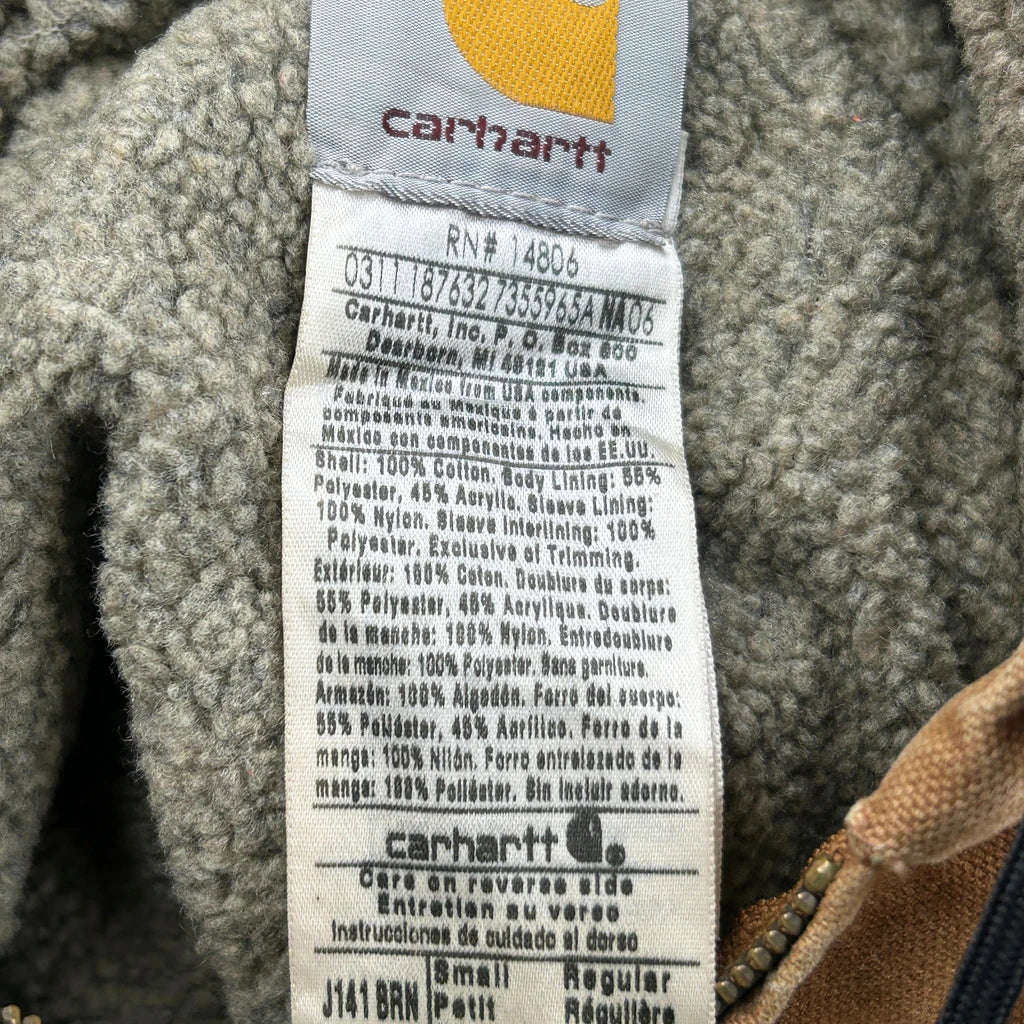 carhartt
RN# 14806
0311 1187632 7355965A NA 06
Carhartt, Inc. P. O. Box 600
Dearborn, MI 48121 USA
Made in Mexico from USA components.
Fabriqué au Mexique à partir de
composants américains. Hecho en
México con componentes de los EE.UU.
Shell: 100% Cotton. Body Lining: 55%
Polyester, 45% Acrylic. Sleeve Lining:
100% Nylon. Sleeve Interlining: 100%
Polyester. Exclusive of Trimming.
Extérieur: 100% Coton. Doublure du corps:
55% Polyester, 45% Acrylique. Doublure
de la manche: 100% Nylon. Entredoublure
de la manche: 100% Polyester. Sans garniture.
Armazón: 100% Algodón. Forro del cuerpo:
55% Poliéster, 45% Acrílico. Forro de la
manga: 100% Nilón. Forro entrelazado de la
manga: 100% Poliéster. Sin incluir adorno.
carhartt
Care on reverse side
Entretien au verso
Instrucciones de cuidado al dorso
J141 BRN Small Regular
Petit Régulière